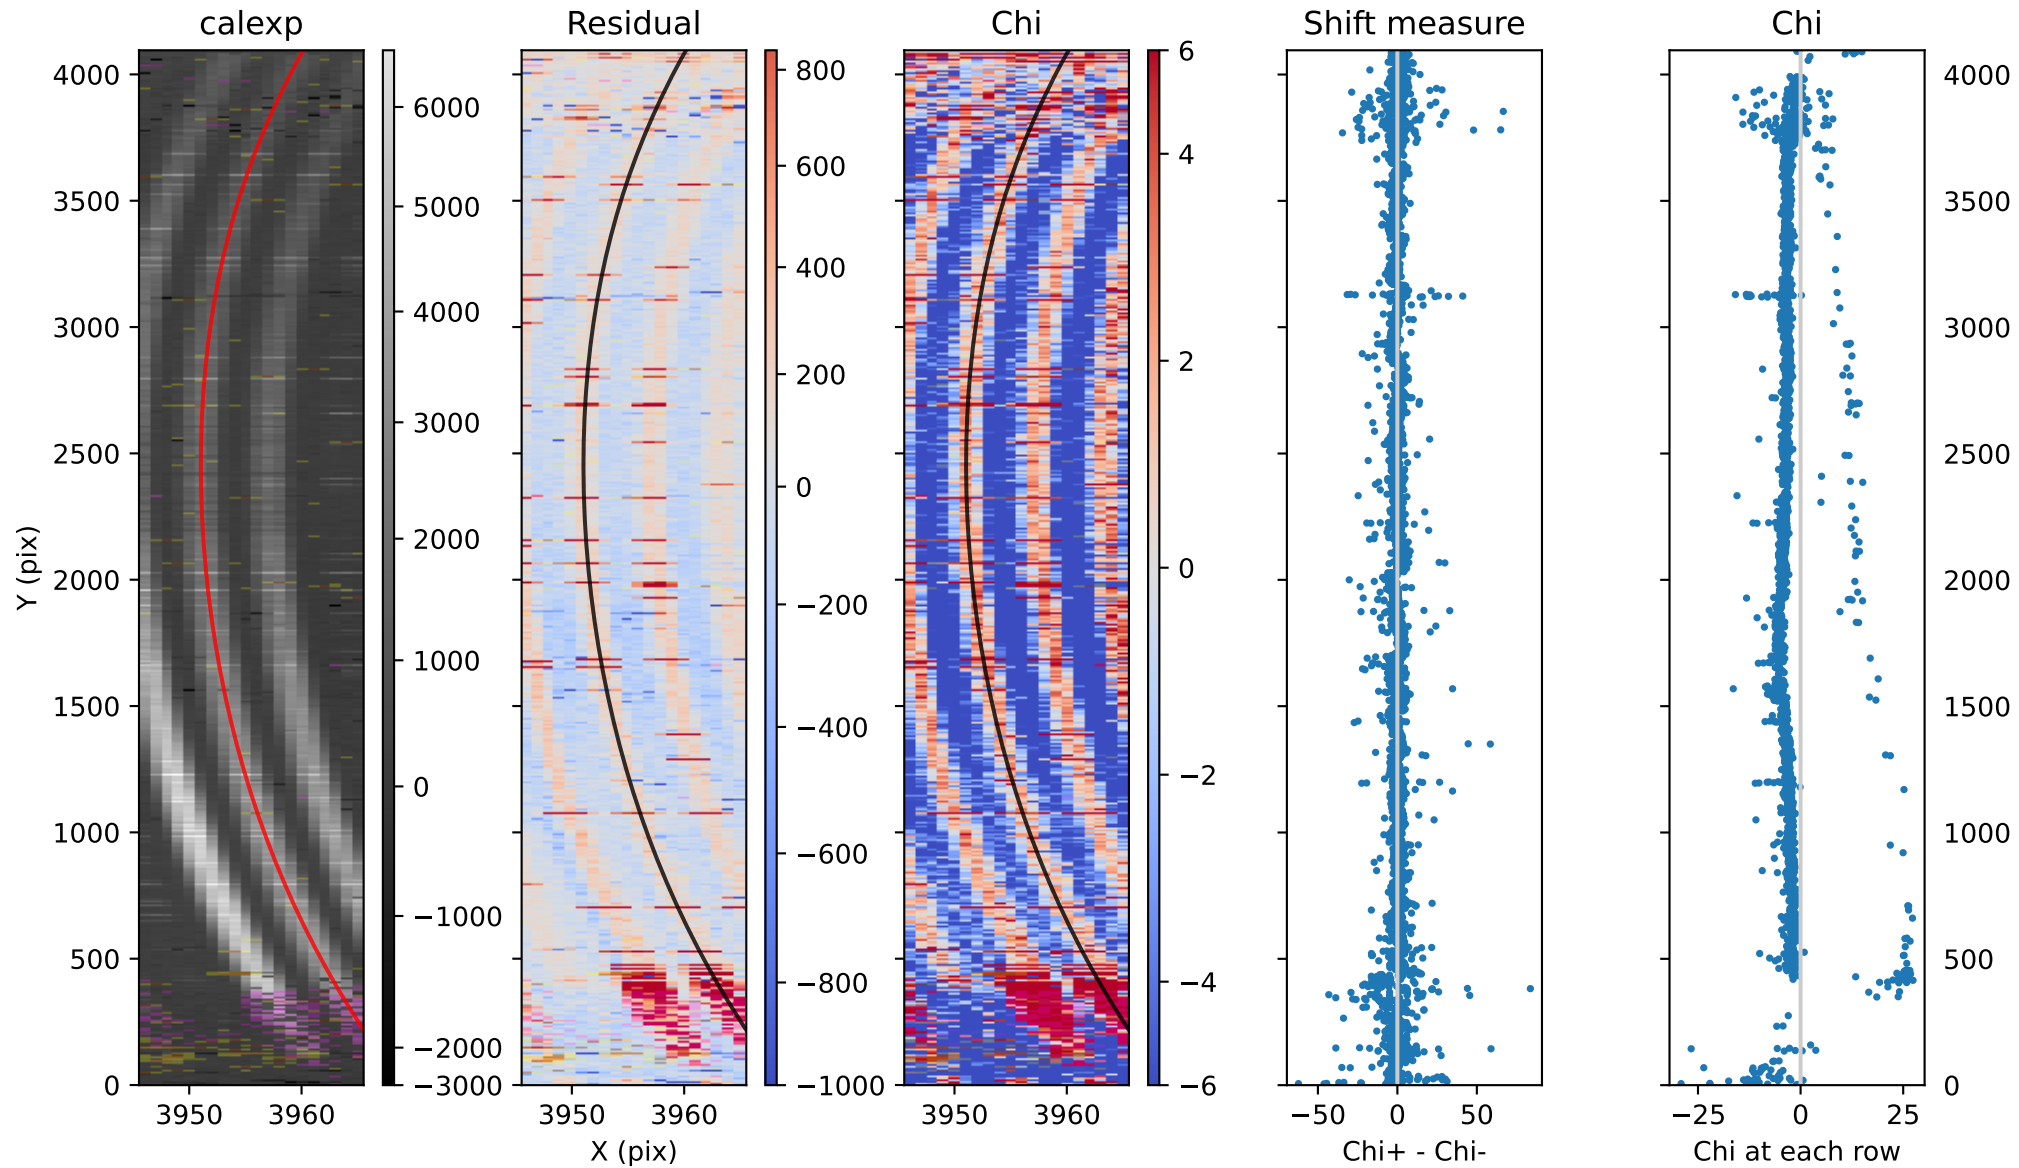 calexp Residual Chi Shift measure Chi
4000 6000 800 6 4000
5000 600 4
3500 4000 400 3500
3000 3000 200 2 3000
2500 2000 0 2500
Y (pix) 1000 −200 0
2000 2000
1500 0 −400 −2 1500
1000 −600 1000
500 −1000 −800 −4 500
−2000
0 −3000 −1000 −6 0
3950 3960 3950 3960 3950 3960 −50 0 50 −25 0 25
X (pix) Chi+ - Chi- Chi at each row